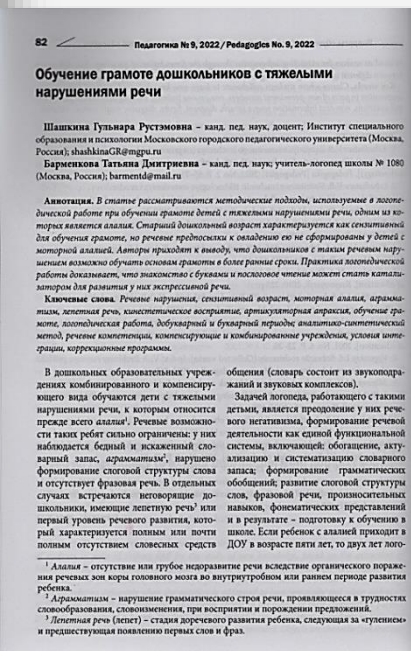 82
Педагогика № 9, 2022 / Pedagogics No. 9, 2022
Обучение грамоте дошкольников с тяжелыми
нарушениями речи
Шашкина Гульнара Рустэмовна – канд. пед. наук, доцент; Институт специального
образования и психологии Московского городского педагогического университета (Москва,
Россия); shashkinaGR@mgpu.ru
Барменкова Татьяна Дмитриевна – канд. пед. наук; учитель-логопед школы № 1080
(Москва, Россия); barmentd@mail.ru
Аннотация. В статье рассматриваются методические подходы, используемые в логопе-
дической работе при обучении грамоте детей с тяжелыми нарушениями речи, одним из ко-
торых является алалия. Старший дошкольный возраст характеризуется как сензитивный
для обучения грамоте, но речевые предпосылки к овладению ею не сформированы у детей с
моторной алалией. Авторы приходят к выводу, что дошкольников с таким речевым нару-
шением возможно обучать основам грамоты в более ранние сроки. Практика логопедической
работы доказывает, что знакомство с буквами и послоговое чтение может стать катали-
затором для развития у них экспрессивной речи.
Ключевые слова. Речевые нарушения, сензитивный возраст, моторная алалия, аграмма-
тизм, лепетная речь, кинестетическое восприятие, артикуляторная апраксия, обучение гра-
моте, логопедическая работа, добукварный и букварный периоды; аналитико-синтетический
метод, речевые компетенции, компенсирующие и комбинированные учреждения, условия инте-
грации, коррекционные программы.
В дошкольных образовательных учреж-
дениях комбинированного и компенсирую-
щего вида обучаются дети с тяжелыми
нарушениями речи, к которым относится
прежде всего алалия¹. Речевые возможно-
сти таких ребят сильно ограничены: у них
наблюдается бедный и искаженный сло-
варный запас, аграмматизм², нарушено
формирование слоговой структуры слова
и отсутствует фразовая речь. В отдельных
случаях встречаются неговорящие до-
школьники, имеющие лепетную речь³ или
первый уровень речевого развития, кото-
рый характеризуется полным или почти
полным отсутствием словесных средств
общения (словарь состоит из звукоподра-
жаний и звуковых комплексов).
Задачей логопеда, работающего с такими
детьми, является преодоление у них рече-
вого негативизма, формирование речевой
деятельности как единой функциональной
системы, включающей: обогащение, акту-
ализацию и систематизацию словарного
запаса; формирование грамматических
обобщений; развитие слоговой структуры
слов, фразовой речи, произносительных
навыков, фонематических представлений
и в результате – подготовку к обучению в
школе. Если ребенок с алалией приходит в
ДОУ в возрасте пяти лет, то двух лет лого-
¹ Алалия – отсутствие или грубое недоразвитие речи вследствие органического пораже-
ния речевых зон коры головного мозга во внутриутробном или раннем периоде развития
ребенка.
² Аграмматизм – нарушение грамматического строя речи, проявляющееся в трудностях
словообразования, словоизменения, при восприятии и порождении предложений.
³ Лепетная речь (лепет) – стадия доречевого развития ребенка, следующая за «гулением»
и предшествующая появлению первых слов и фраз.